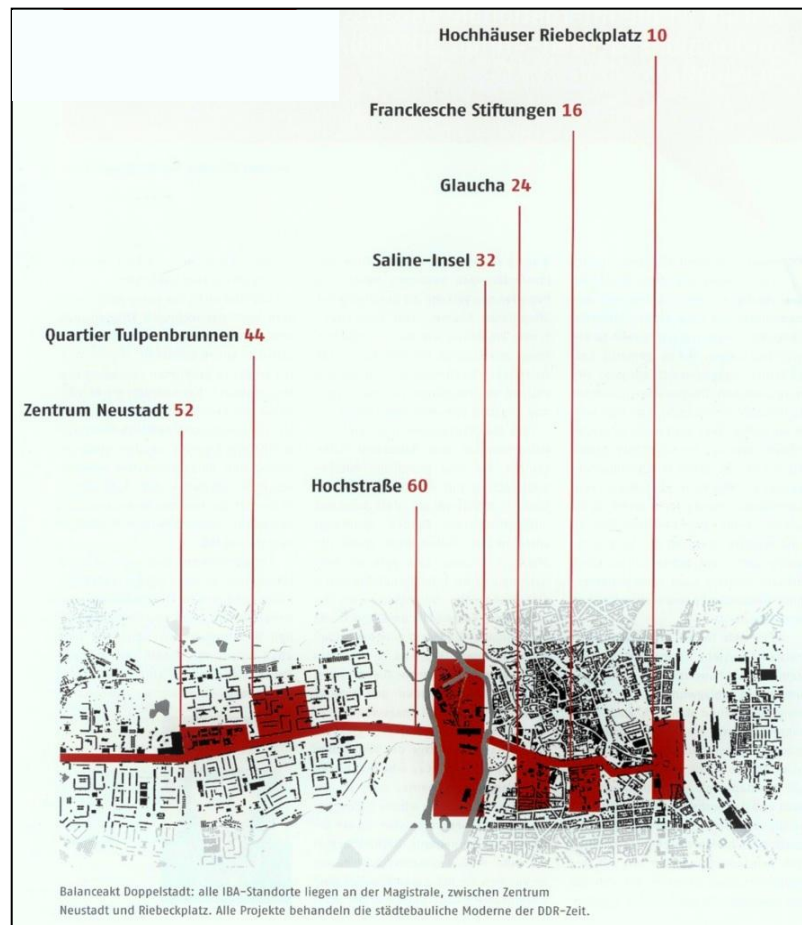 Hochhäuser Riebeckplatz 10
Franckesche Stiftungen 16
Glaucha 24
Saline-Insel 32
Quartier Tulpenbrunnen 44
Zentrum Neustadt 52
Hochstraße 60
Balanceakt Doppelstadt: alle IBA-Standorte liegen an der Magistrale, zwischen Zentrum
Neustadt und Riebeckplatz. Alle Projekte behandeln die städtebauliche Moderne der DDR-Zeit.